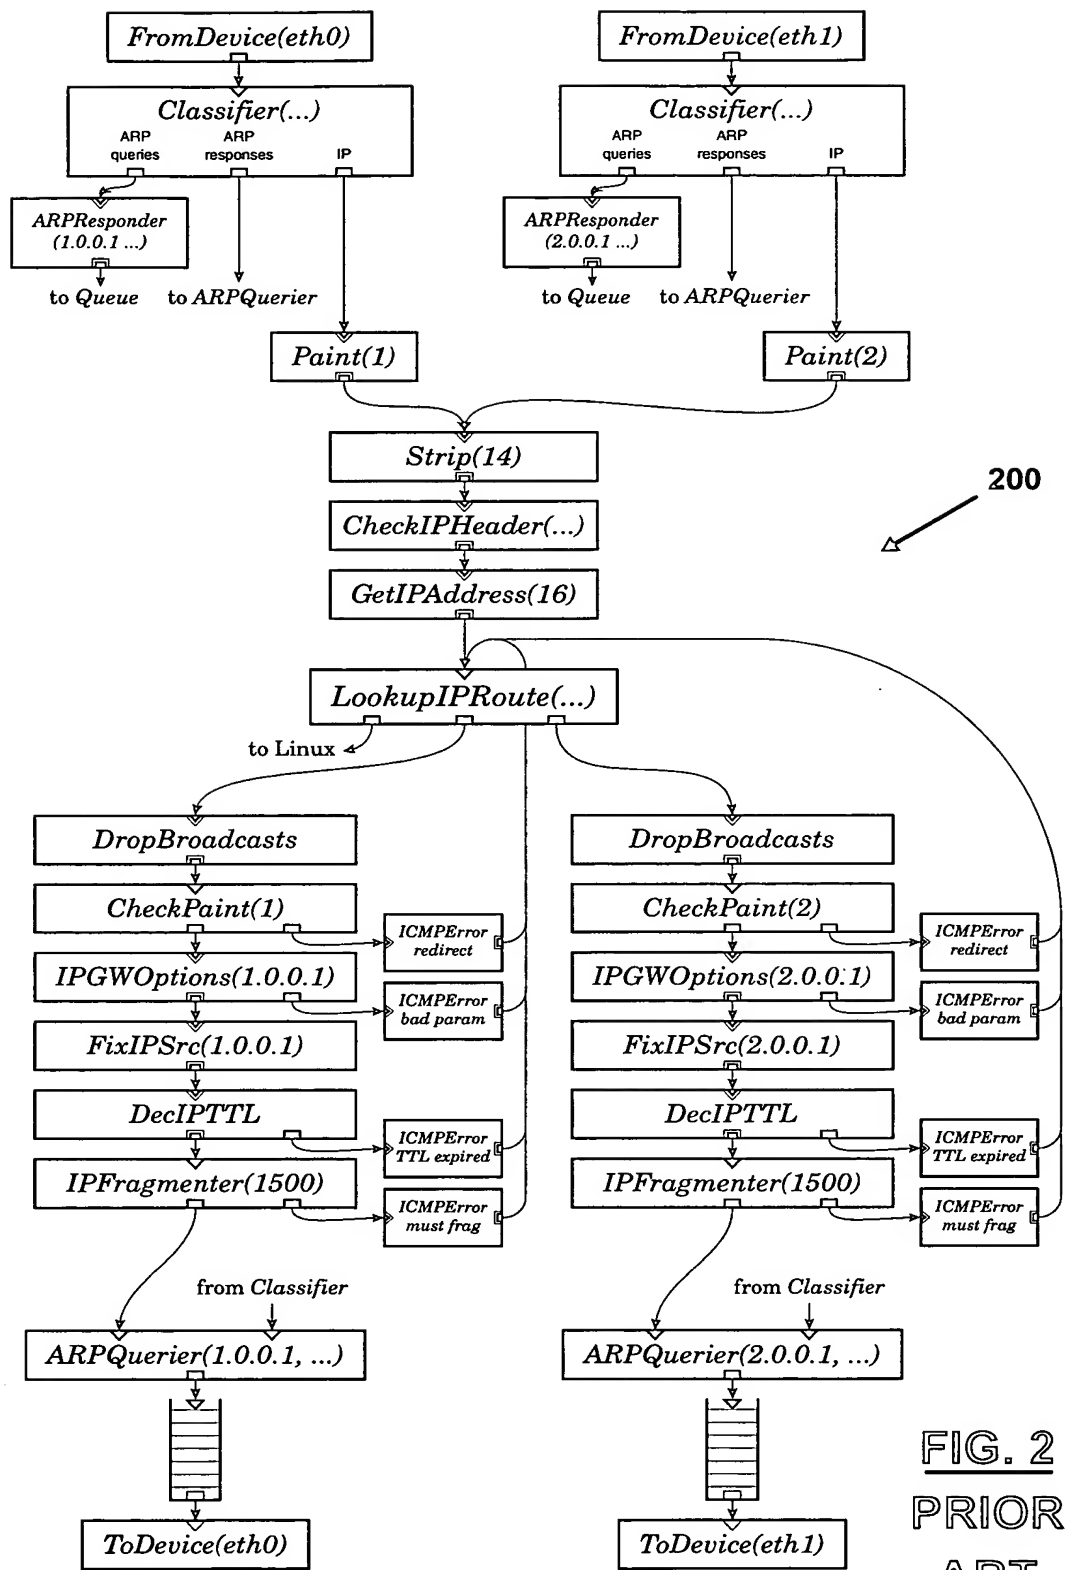 FromDevice(eth0)
FromDevice(eth1)
Classifier(...)
ARP queries
ARP responses
IP
Classifier(...)
ARP queries
ARP responses
IP
ARPResponder
(1.0.0.1 ...)
ARPResponder
(2.0.0.1 ...)
to Queue
to ARPQuerier
to Queue
to ARPQuerier
Paint(1)
Paint(2)
Strip(14)
200
CheckIPHeader(...)
GetIPAddress(16)
LookupIPRoute(...)
to Linux
DropBroadcasts
CheckPaint(1)
ICMPError
redirect
IPGWOptions(1.0.0.1)
ICMPError
bad param
FixIPSrc(1.0.0.1)
DecIPTTL
ICMPError
TTL expired
IPFragmenter(1500)
ICMPError
must frag
from Classifier
ARPQuerier(1.0.0.1, ...)
ToDevice(eth0)
DropBroadcasts
CheckPaint(2)
ICMPError
redirect
IPGWOptions(2.0.0.1)
ICMPError
bad param
FixIPSrc(2.0.0.1)
DecIPTTL
ICMPError
TTL expired
IPFragmenter(1500)
ICMPError
must frag
from Classifier
ARPQuerier(2.0.0.1, ...)
ToDevice(eth1)
FIG. 2
PRIOR
ART